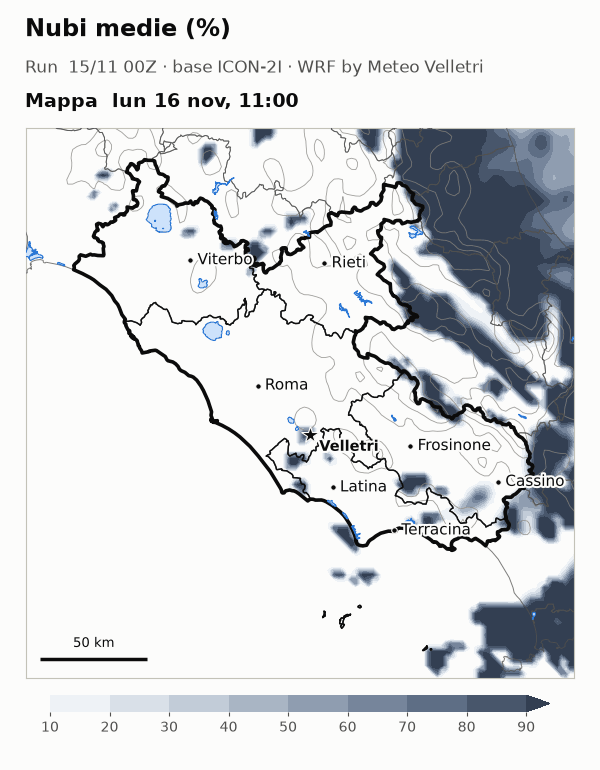 Nubi medie (%)
Run 15/11 00Z · base ICON-2I · WRF by Meteo Velletri
Mappa lun 16 nov, 11:00
Viterbo
Rieti
Roma
Velletri
Frosinone
Cassino
Latina
Terracina
50 km
10 20 30 40 50 60 70 80 90